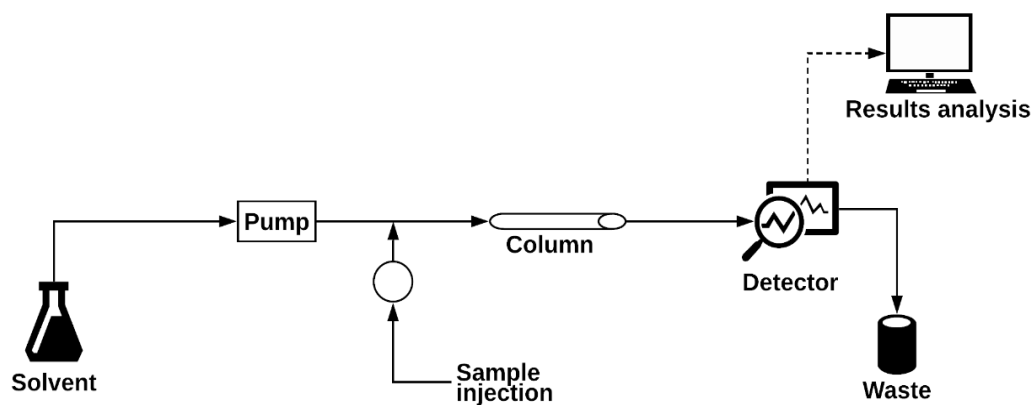 Results analysis
Pump
Column
Detector
Solvent
Sample
injection
Waste